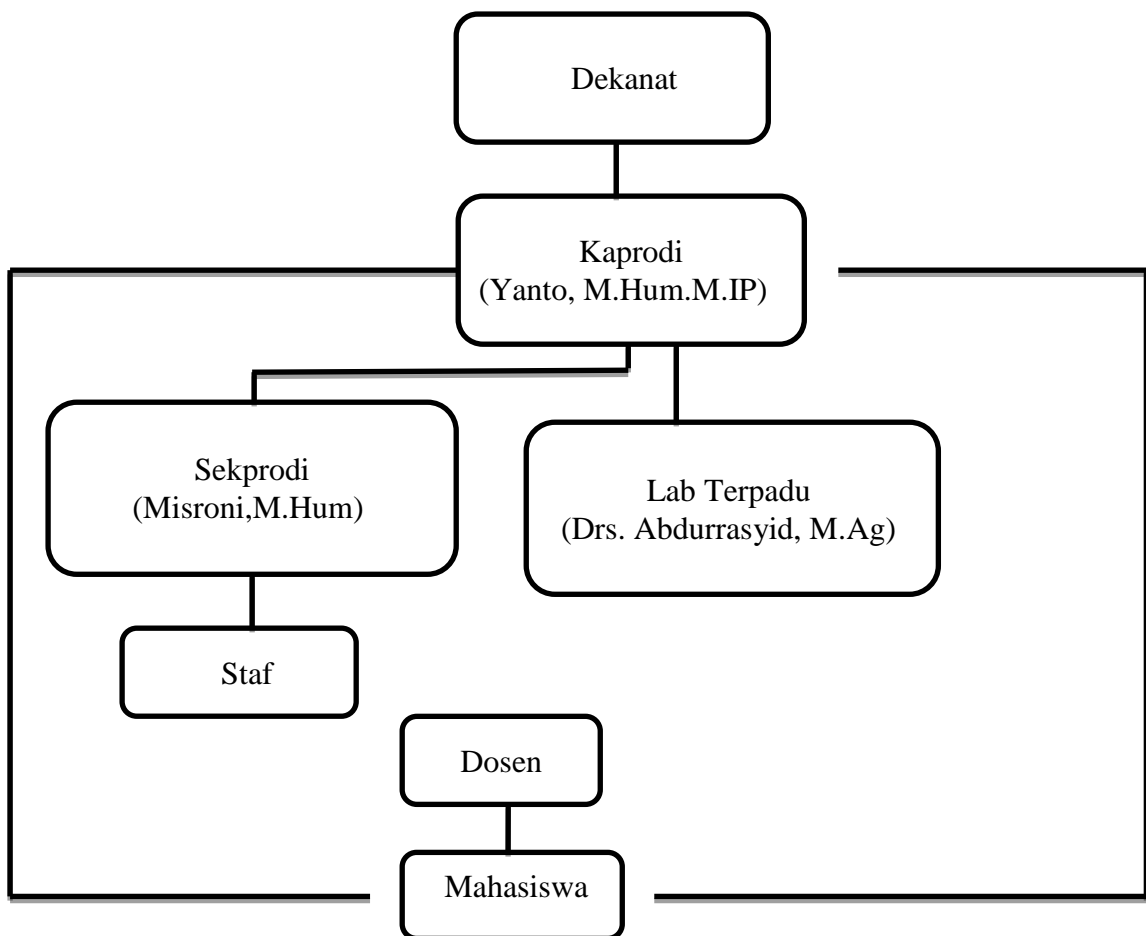 Dekanat
Kaprodi
(Yanto, M.Hum.M.IP)
Sekprodi
(Misroni,M.Hum)
Lab Terpadu
(Drs. Abdurrasyid, M.Ag)
Staf
Dosen
Mahasiswa